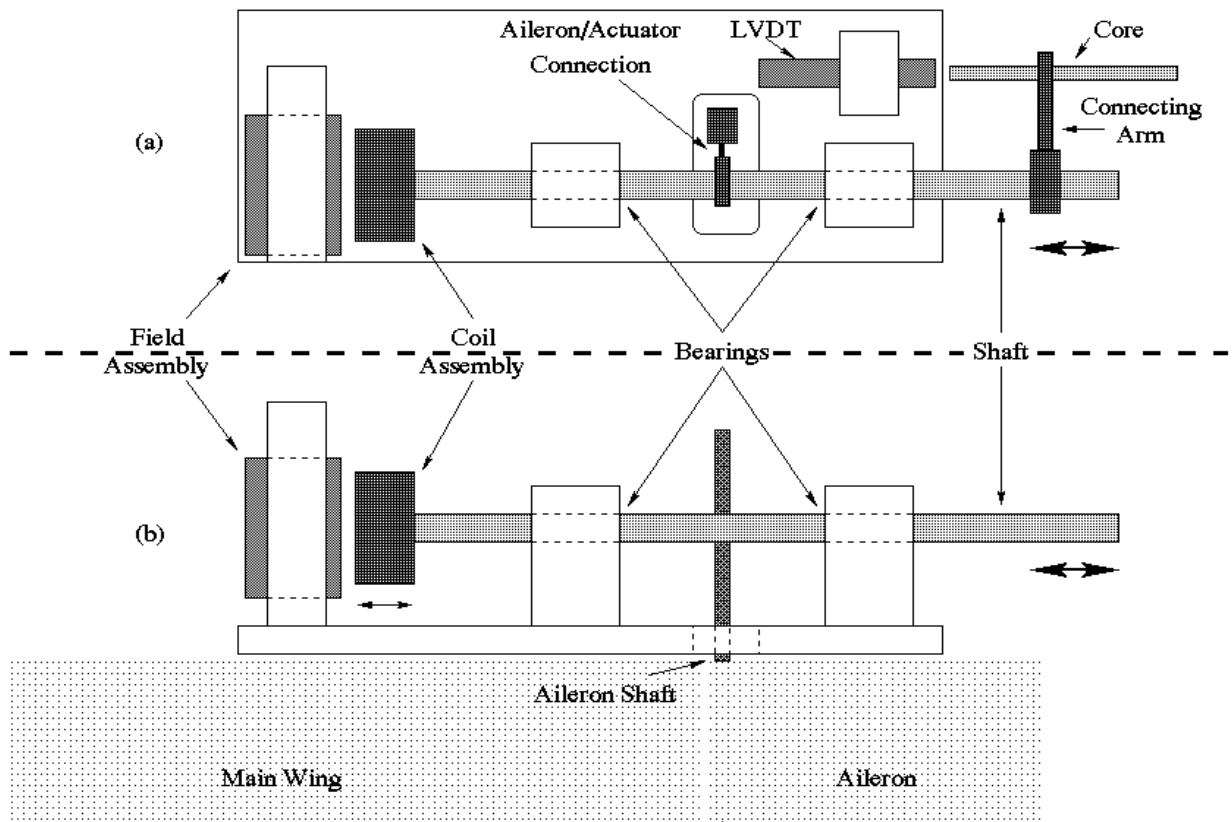 Aileron/Actuator
Connection
LVDT
Core
Connecting
Arm
(a)
Field
Assembly
Coil
Assembly
Bearings
Shaft
(b)
Aileron Shaft
Main Wing
Aileron